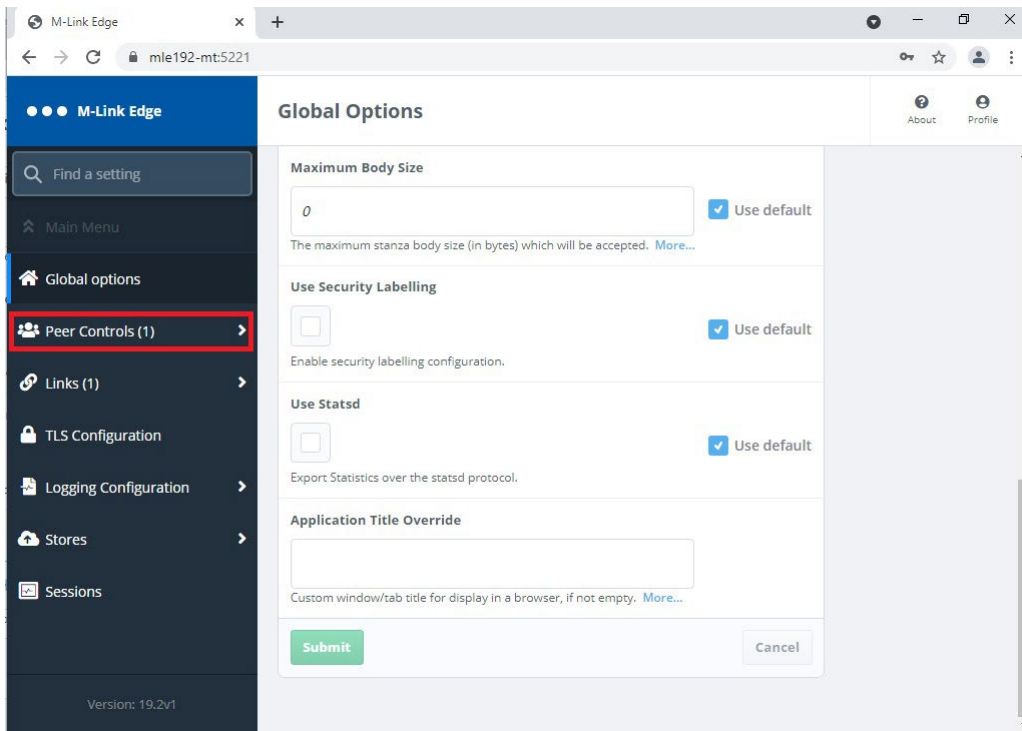 M-Link Edge
mle192-mt:5221
M-Link Edge
Global Options
About
Profile
Find a setting
Main Menu
Global options
Peer Controls (1)
Links (1)
TLS Configuration
Logging Configuration
Stores
Sessions
Version: 19.2v1
Maximum Body Size
0
Use default
The maximum stanza body size (in bytes) which will be accepted. More...
Use Security Labelling
Use default
Enable security labelling configuration.
Use Statsd
Use default
Export Statistics over the statsd protocol.
Application Title Override
Custom window/tab title for display in a browser, if not empty. More...
Submit
Cancel